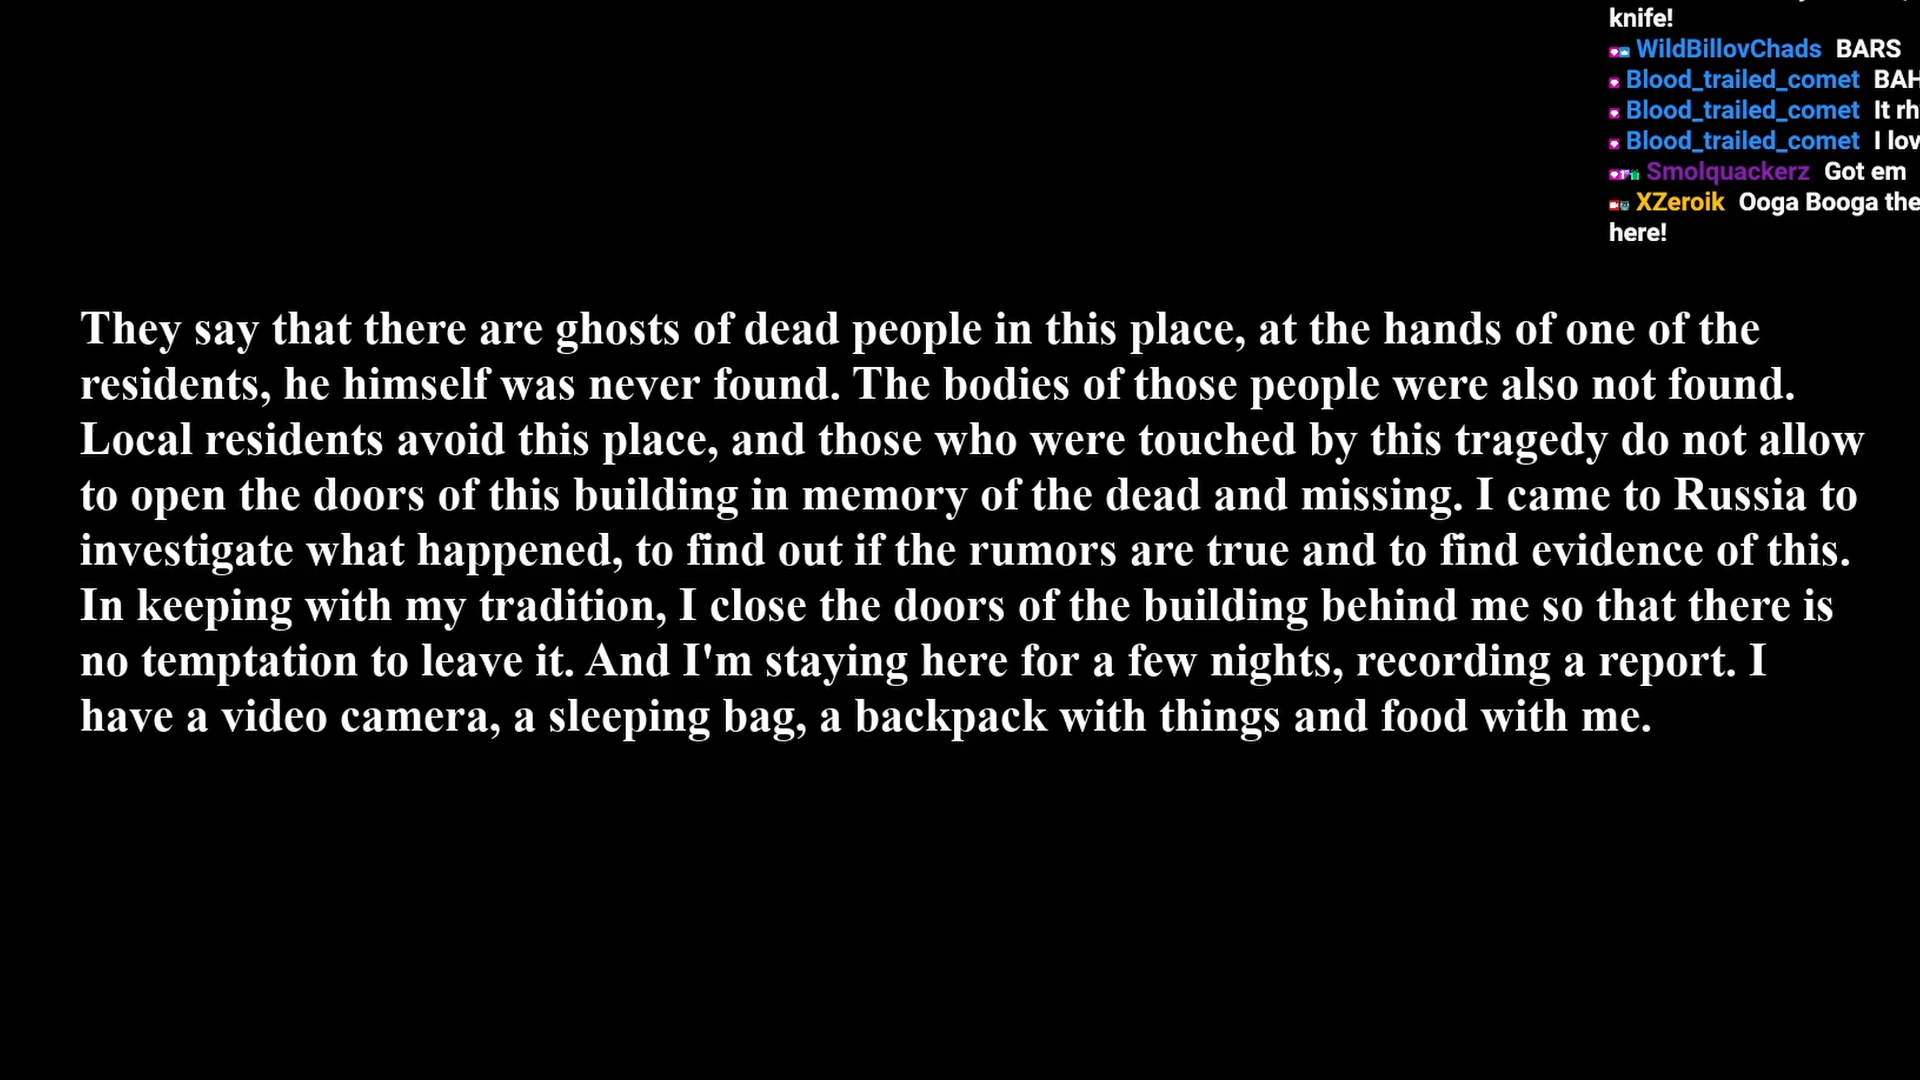 knife!
WildBillovChads BARS
Blood_trailed_comet
Blood_trailed_comet It
Blood_trailed_comet I
Smolquackerz Got em
XZeroik Ooga Booga the
here!
They say that there are ghosts of dead people in this place, at the hands of one of the
residents, he himself was never found. The bodies of those people were also not found.
Local residents avoid this place, and those who were touched by this tragedy do not allow
to open the doors of this building in memory of the dead and missing. I came to Russia to
investigate what happened, to find out if the rumors are true and to find evidence of this.
In keeping with my tradition, I close the doors of the building behind me so that there is
no temptation to leave it. And I'm staying here for a few nights, recording a report. I
have a video camera, a sleeping bag, a backpack with things and food with me.